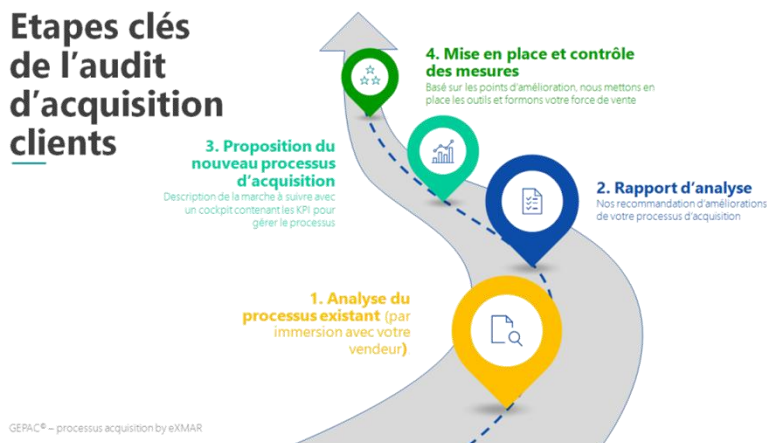 Etapes clés
de l’audit
d’acquisition
clients
4. Mise en place et contrôle
des mesures
Basé sur les points d’amélioration, nous mettons en
place les outils et formons votre force de vente
3. Proposition du
nouveau processus
d’acquisition
Description de la marche à suivre avec
un cockpit contenant les KPI pour
gérer le processus
2. Rapport d’analyse
Nos recommandation d’améliorations
de votre processus d’acquisition
1. Analyse du
processus existant (par
immersion avec votre
vendeur)
GEPAC© – processus acquisition by eXMAR